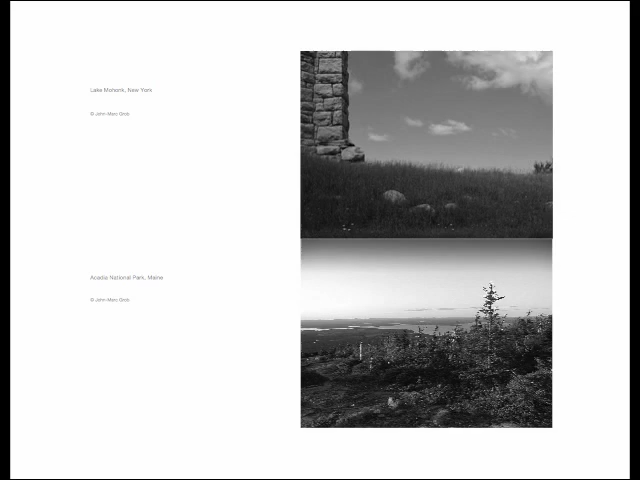 Lake Mohonk, New York
© John-Marc Grob
Acadia National Park, Maine
© John-Marc Grob